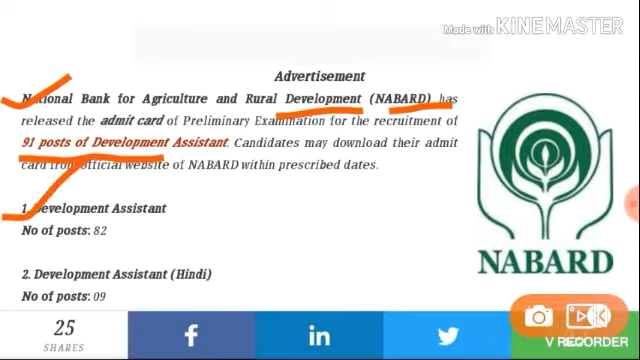 Made with KINEMASTER
Advertisement
National Bank for Agriculture and Rural Development (NABARD) has
released the admit card of Preliminary Examination for the recruitment of
91 posts of Development Assistant. Candidates may download their admit
card from official website of NABARD within prescribed dates.
1. Development Assistant
No of posts: 82
2. Development Assistant (Hindi)
No of posts: 09
NABARD
25
SHARES
f
in
V RECORDER